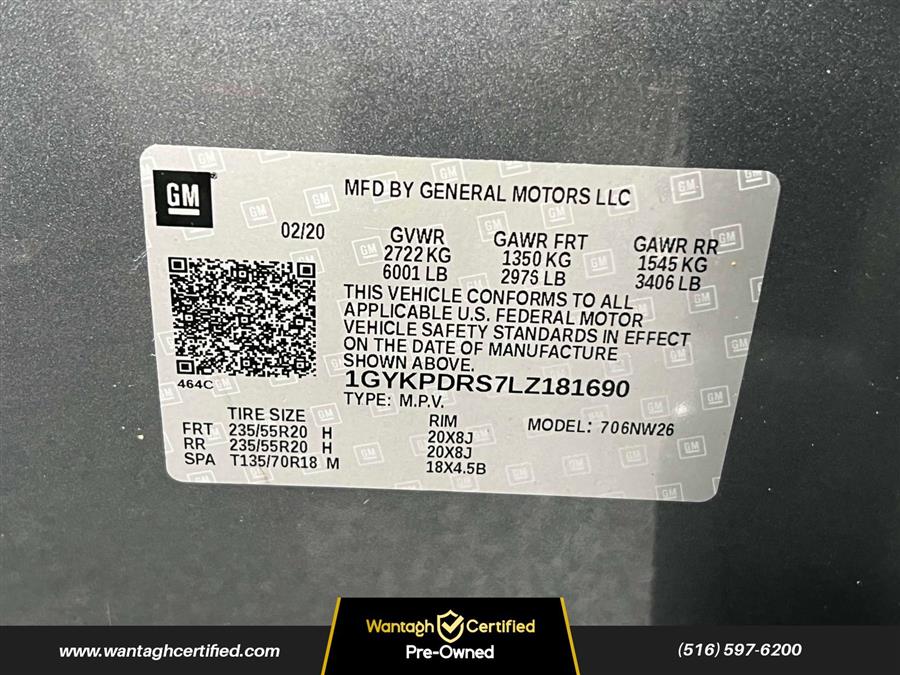 GM
MFD BY GENERAL MOTORS LLC
02/20
GVWR
2722 KG
6001 LB
GAWR FRT
1350 KG
2976 LB
GAWR RR
1545 KG
3406 LB
THIS VEHICLE CONFORMS TO ALL
APPLICABLE U.S. FEDERAL MOTOR
VEHICLE SAFETY STANDARDS IN EFFECT
ON THE DATE OF MANUFACTURE
SHOWN ABOVE.
464C
1GYKPDRS7LZ181690
TYPE: M.P.V.
TIRE SIZE RIM MODEL: 706NW26
FRT 235/55R20 H 20X8J
RR 235/55R20 H 20X8J
SPA T135/70R18 M 18X4.5B
Wantagh Certified
Pre-Owned
www.wantaghcertified.com
(516) 597-6200